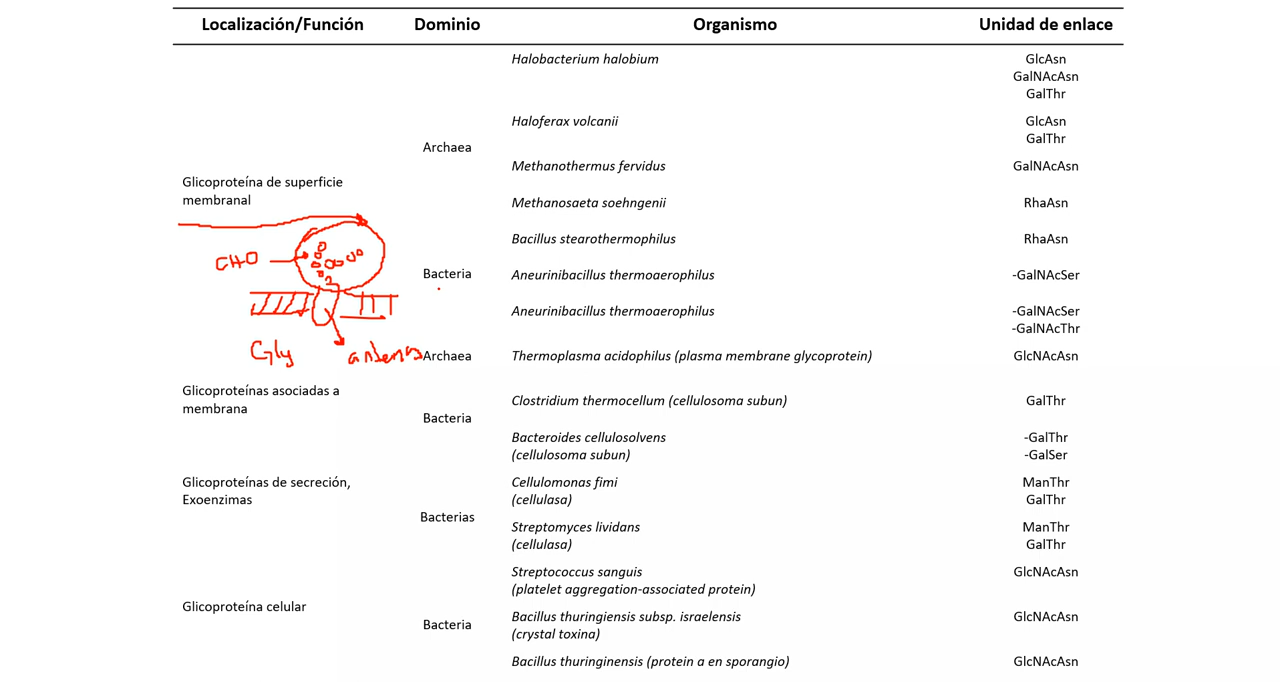 Localización/Función Dominio Organismo Unidad de enlace
Halobacterium halobium GlcAsn
GalNAcAsn
GalThr
Haloferax volcanii GlcAsn
GalThr
Archaea
Methanothermus fervidus GalNAcAsn
Glicoproteína de superficie
membranal
Methanosaeta soehngenii RhaAsn
Bacillus stearothermophilus RhaAsn
CHO
Bacteria Aneurinibacillus thermoaerophilus -GalNAcSer
Aneurinibacillus thermoaerophilus -GalNAcSer
-GalNAcThr
Gly antenas
Archaea Thermoplasma acidophilus (plasma membrane glycoprotein) GlcNAcAsn
Glicoproteínas asociadas a
membrana
Clostridium thermocellum (cellulosoma subun) GalThr
Bacteria
Bacteroides cellulosolvens -GalThr
(cellulosoma subun) -GalSer
Glicoproteínas de secreción,
Exoenzimas
Cellulomonas fimi ManThr
(cellulasa) GalThr
Bacterias
Streptomyces lividans ManThr
(cellulasa) GalThr
Streptococcus sanguis GlcNAcAsn
(platelet aggregation-associated protein)
Glicoproteína celular
Bacteria
Bacillus thuringiensis subsp. israelensis GlcNAcAsn
(crystal toxina)
Bacillus thuringinensis (protein a en sporangio) GlcNAcAsn